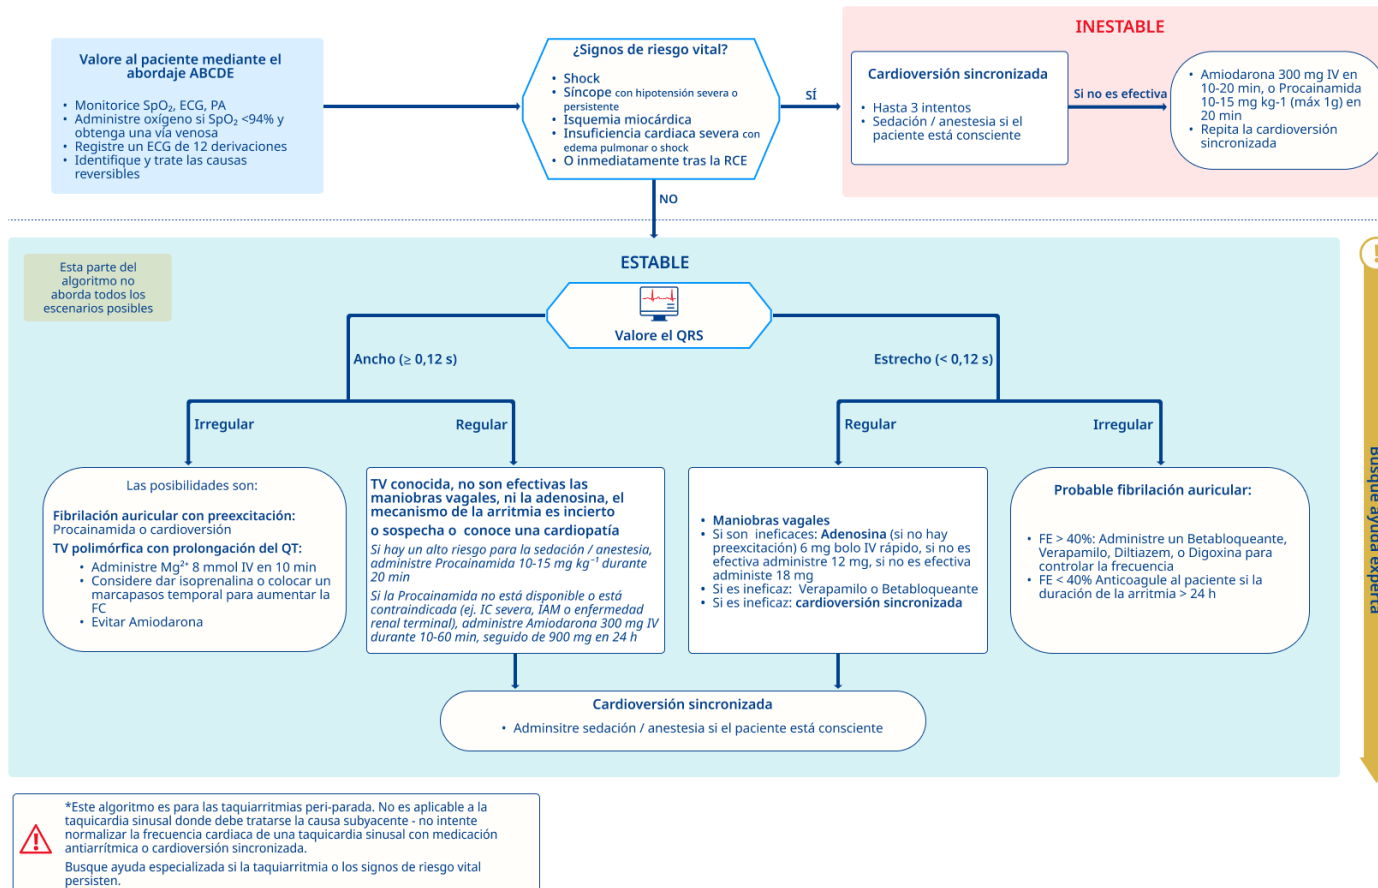 Valore al paciente mediante el
abordaje ABCDE
• Monitorice SpO₂, ECG, PA
• Administre oxígeno si SpO₂ <94% y
obtenga una vía venosa
• Registre un ECG de 12 derivaciones
• Identifique y trate las causas
reversibles
¿Signos de riesgo vital?
• Shock
• Síncope con hipotensión severa o
persistente
• Isquemia miocárdica
• Insuficiencia cardiaca severa con
edema pulmonar o shock
• O inmediatamente tras la RCE
SÍ
NO
INESTABLE
Cardioversión sincronizada
• Hasta 3 intentos
• Sedación / anestesia si el
paciente está consciente
Si no es efectiva
• Amiodarona 300 mg IV en
10-20 min, o Procainamida
10-15 mg kg-1 (máx 1g) en
20 min
• Repita la cardioversión
sincronizada
Esta parte del
algoritmo no
aborda todos los
escenarios posibles
ESTABLE
Valore el QRS
Ancho (≥ 0,12 s)
Estrecho (< 0,12 s)
Irregular
Regular
Regular
Irregular
Las posibilidades son:
Fibrilación auricular con preexcitación:
Procainamida o cardioversión
TV polimórfica con prolongación del QT:
• Administre Mg²⁺ 8 mmol IV en 10 min
• Considere dar isoprenalina o colocar un
marcapasos temporal para aumentar la
FC
• Evitar Amiodarona
TV conocida, no son efectivas las
maniobras vagales, ni la adenosina, el
mecanismo de la arritmia es incierto
o sospecha o conoce una cardiopatía
Si hay un alto riesgo para la sedación / anestesia,
administre Procainamida 10-15 mg kg⁻¹ durante
20 min
Si la Procainamida no está disponible o está
contraindicada (ej. IC severa, IAM o enfermedad
renal terminal), administre Amiodarona 300 mg IV
durante 10-60 min, seguido de 900 mg en 24 h
• Maniobras vagales
• Si son ineficaces: Adenosina (si no hay
preexcitación) 6 mg bolo IV rápido, si no es
efectiva administre 12 mg, si no es efectiva
administe 18 mg
• Si es ineficaz: Verapamilo o Betabloqueante
• Si es ineficaz: cardioversión sincronizada
Probable fibrilación auricular:
• FE > 40%: Administre un Betabloqueante,
Verapamilo, Diltiazem, o Digoxina para
controlar la frecuencia
• FE < 40% Anticoagule al paciente si la
duración de la arritmia > 24 h
Cardioversión sincronizada
• Adminsitre sedación / anestesia si el paciente está consciente
!
Busque ayuda experta
*Este algoritmo es para las taquiarritmias peri-parada. No es aplicable a la
taquicardia sinusal donde debe tratarse la causa subyacente - no intente
normalizar la frecuencia cardiaca de una taquicardia sinusal con medicación
antiarrítmica o cardioversión sincronizada.
Busque ayuda especializada si la taquiarritmia o los signos de riesgo vital
persisten.